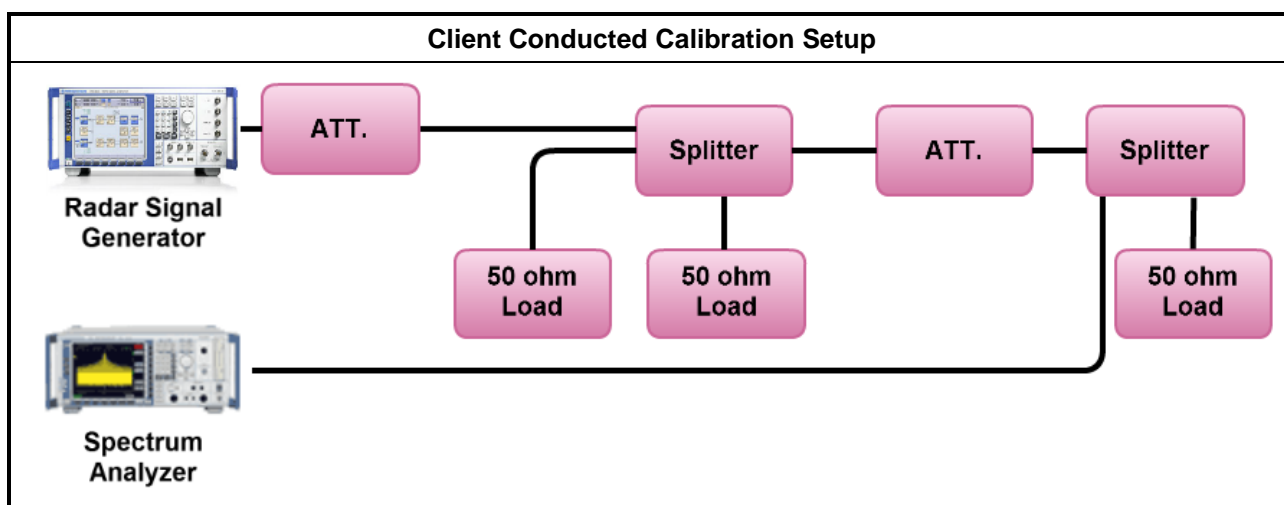 Client Conducted Calibration Setup
ATT.
Splitter
ATT.
Splitter
Radar Signal
Generator
50 ohm
Load
50 ohm
Load
50 ohm
Load
Spectrum
Analyzer